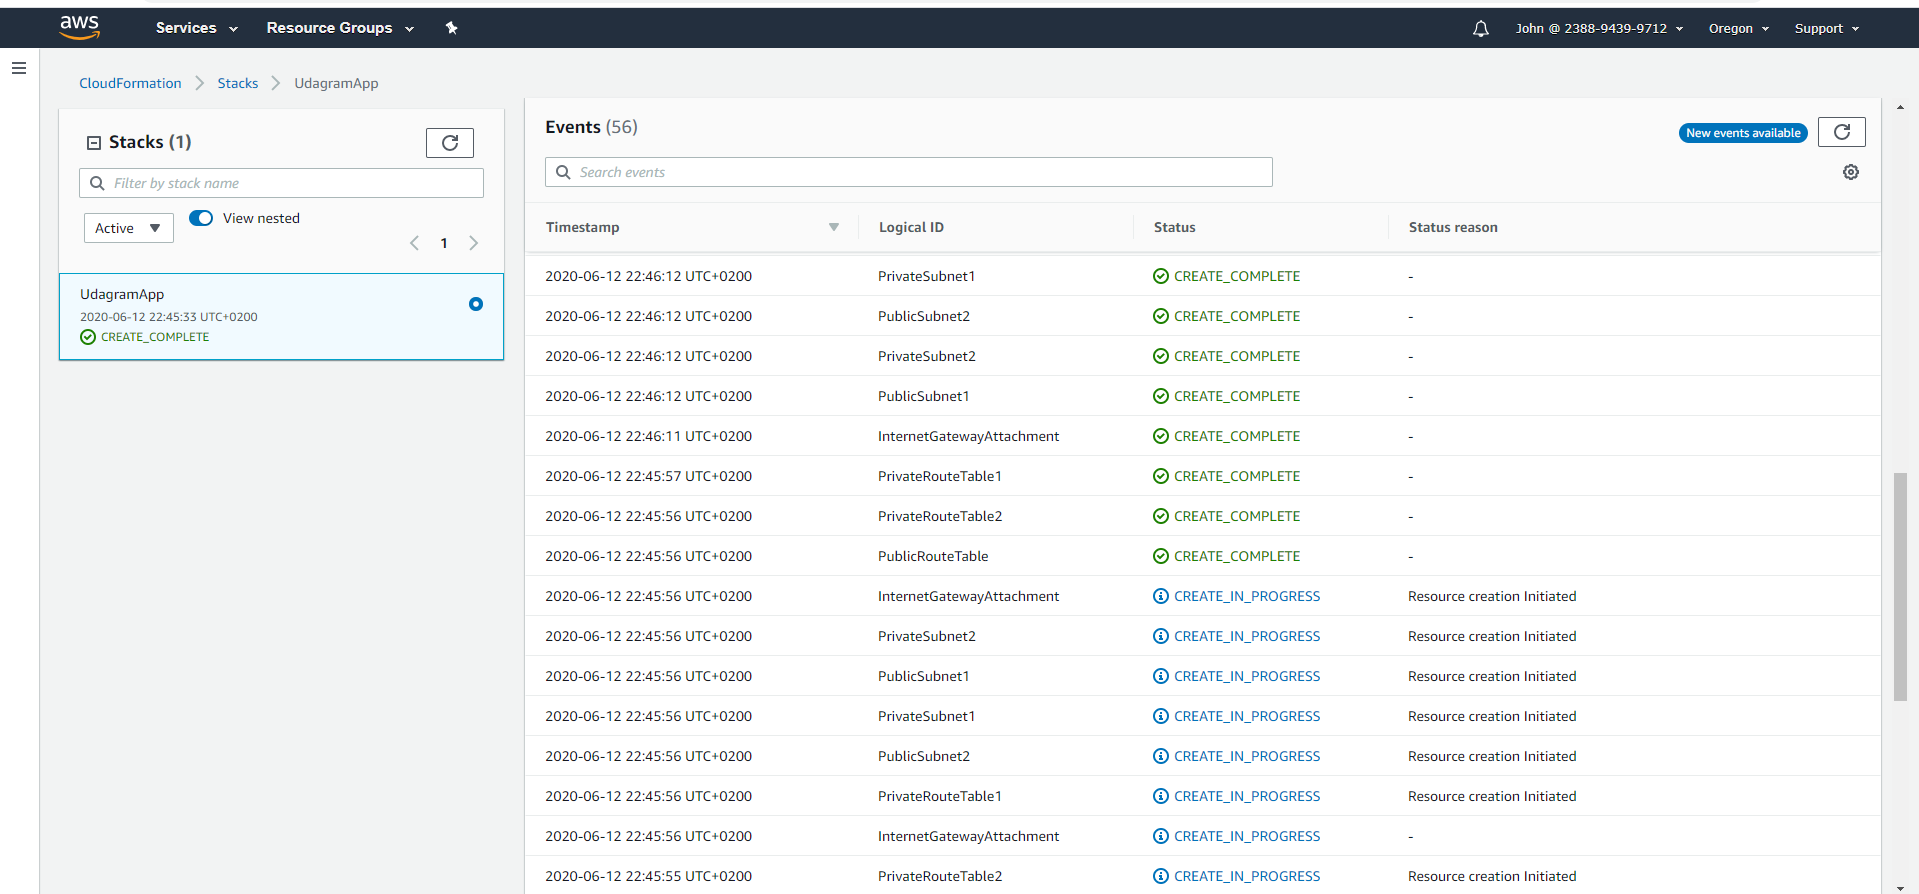 aws Services Resource Groups John @ 2388-9439-9712 Oregon Support
CloudFormation Stacks UdagramApp
Stacks (1)
Filter by stack name
Active View nested
1
UdagramApp
2020-06-12 22:45:33 UTC+0200
CREATE_COMPLETE
Events (56) New events available
Search events
Timestamp Logical ID Status Status reason
2020-06-12 22:46:12 UTC+0200 PrivateSubnet1 CREATE_COMPLETE -
2020-06-12 22:46:12 UTC+0200 PublicSubnet2 CREATE_COMPLETE -
2020-06-12 22:46:12 UTC+0200 PrivateSubnet2 CREATE_COMPLETE -
2020-06-12 22:46:12 UTC+0200 PublicSubnet1 CREATE_COMPLETE -
2020-06-12 22:46:11 UTC+0200 InternetGatewayAttachment CREATE_COMPLETE -
2020-06-12 22:45:57 UTC+0200 PrivateRouteTable1 CREATE_COMPLETE -
2020-06-12 22:45:56 UTC+0200 PrivateRouteTable2 CREATE_COMPLETE -
2020-06-12 22:45:56 UTC+0200 PublicRouteTable CREATE_COMPLETE -
2020-06-12 22:45:56 UTC+0200 InternetGatewayAttachment CREATE_IN_PROGRESS Resource creation Initiated
2020-06-12 22:45:56 UTC+0200 PrivateSubnet2 CREATE_IN_PROGRESS Resource creation Initiated
2020-06-12 22:45:56 UTC+0200 PublicSubnet1 CREATE_IN_PROGRESS Resource creation Initiated
2020-06-12 22:45:56 UTC+0200 PrivateSubnet1 CREATE_IN_PROGRESS Resource creation Initiated
2020-06-12 22:45:56 UTC+0200 PublicSubnet2 CREATE_IN_PROGRESS Resource creation Initiated
2020-06-12 22:45:56 UTC+0200 PrivateRouteTable1 CREATE_IN_PROGRESS Resource creation Initiated
2020-06-12 22:45:56 UTC+0200 InternetGatewayAttachment CREATE_IN_PROGRESS -
2020-06-12 22:45:55 UTC+0200 PrivateRouteTable2 CREATE_IN_PROGRESS Resource creation Initiated